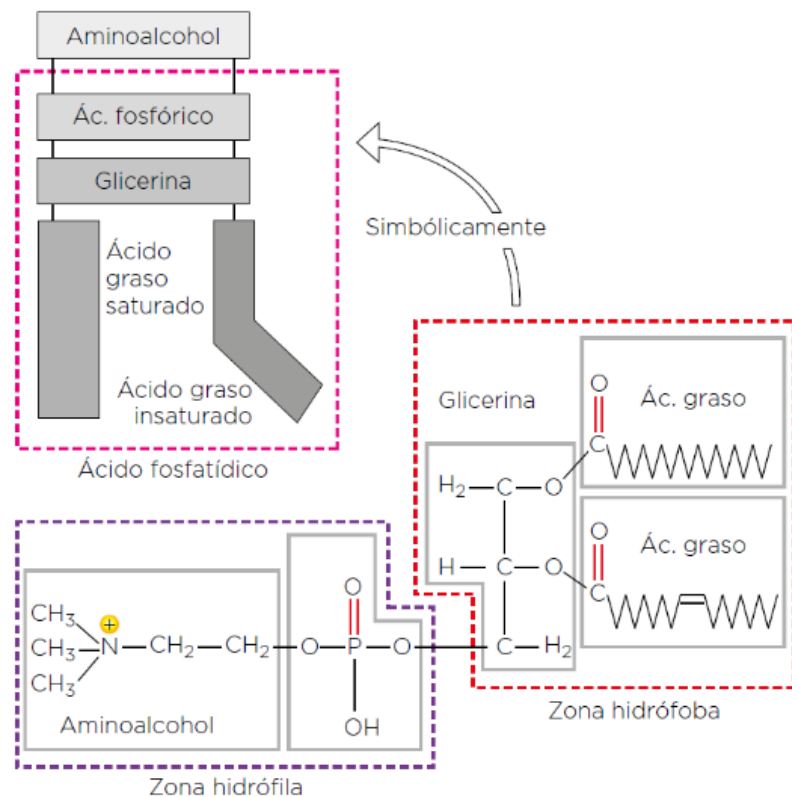 Aminoalcohol
Ác. fosfórico
Glicerina
Ácido
graso
saturado
Ácido graso
insaturado
Ácido fosfatídico
Simbólicamente
Glicerina
Ác. graso
O
C
H₂—C—O
Ác. graso
O
H—C—O
C
C—H₂
Zona hidrófoba
CH₃
CH₃—N—CH₂—CH₂—O—P—O
CH₃
+
O
OH
Aminoalcohol
Zona hidrófila